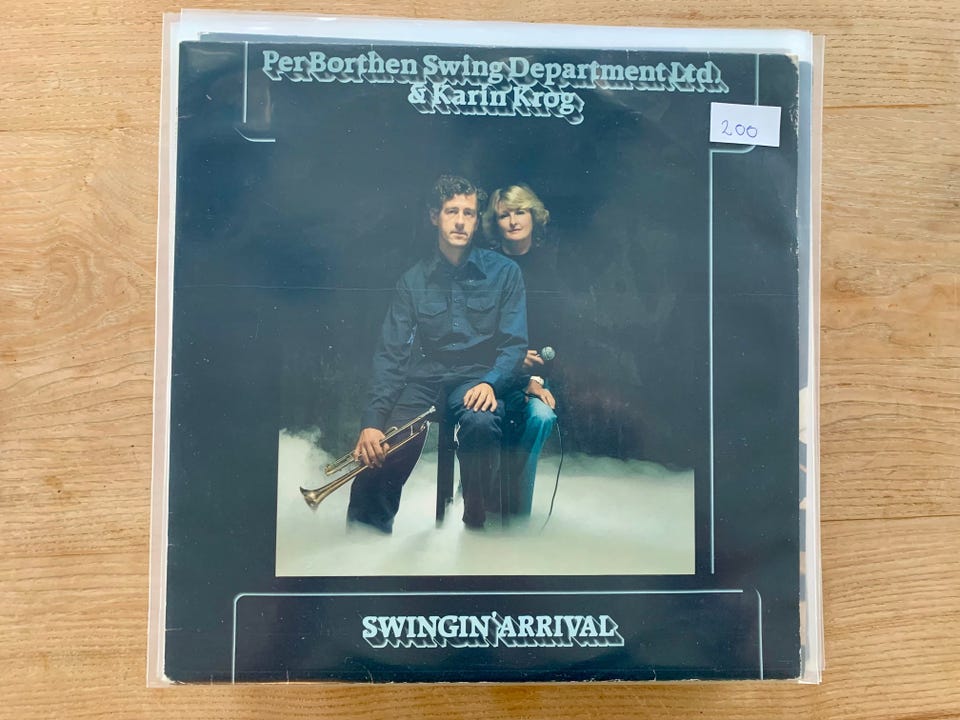 Per Borthen Swing Department Ltd.
& Karin Krog
200
SWINGIN' ARRIVAL